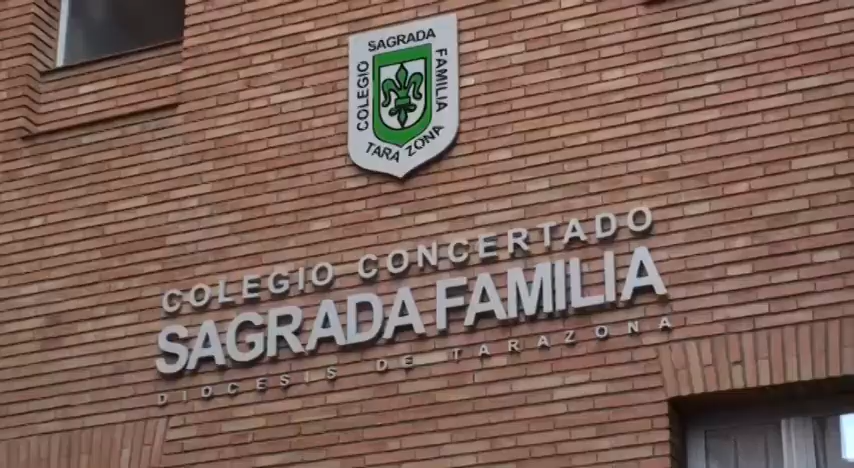 SAGRADA
COLEGIO
FAMILIA
TARAZONA
COLEGIO CONCERTADO
SAGRADA FAMILIA
DIOCESIS DE TARAZONA